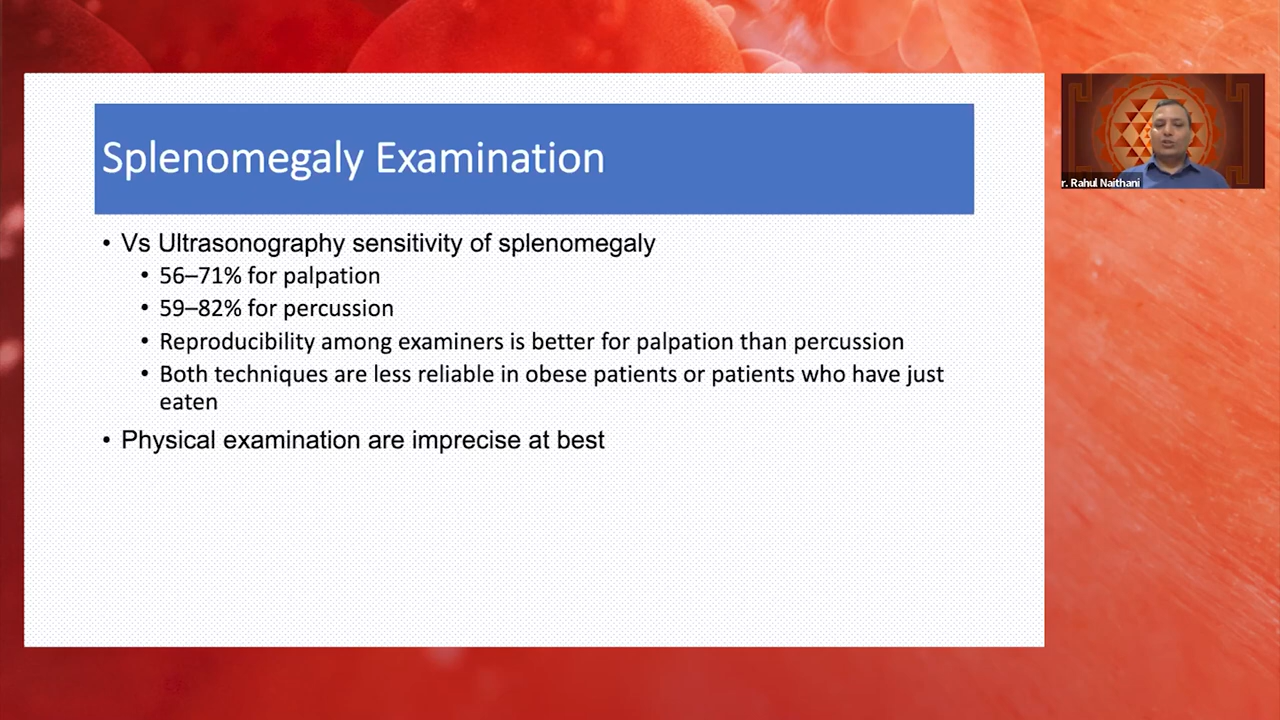 Splenomegaly Examination
• Vs Ultrasonography sensitivity of splenomegaly
• 56–71% for palpation
• 59–82% for percussion
• Reproducibility among examiners is better for palpation than percussion
• Both techniques are less reliable in obese patients or patients who have just
eaten
• Physical examination are imprecise at best
r. Rahul Naithani